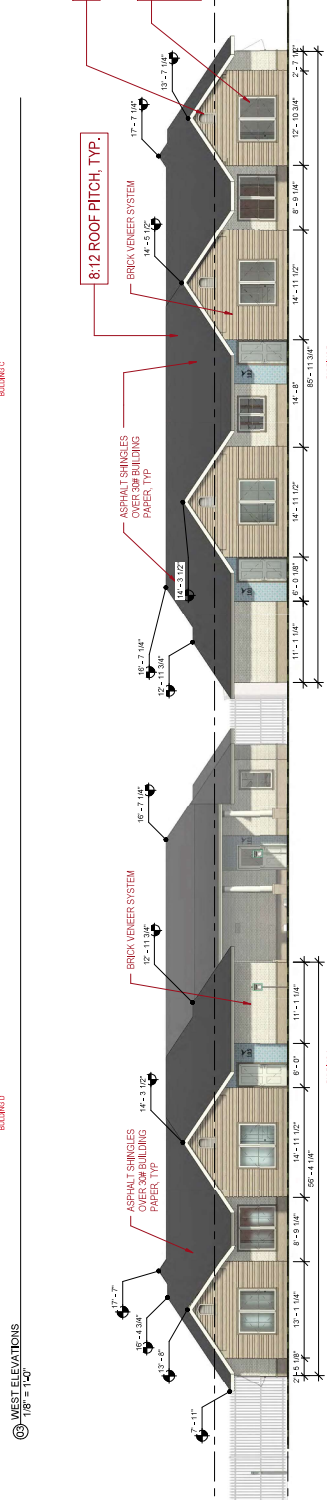 BUILDING D
BUILDING C
03 WEST ELEVATIONS
1/8" = 1'-0"
7' - 11"
13' - 8"
16' - 4 3/4"
17' - 7"
ASPHALT SHINGLES
OVER 30# BUILDING
PAPER, TYP
14' - 3 1/2"
BRICK VENEER SYSTEM
12' - 11 3/4"
16' - 7 1/4"
12' - 11 3/4"
16' - 7 1/4"
14' - 3 1/2"
ASPHALT SHINGLES
OVER 30# BUILDING
PAPER, TYP
8:12 ROOF PITCH, TYP.
BRICK VENEER SYSTEM
14' - 5 1/2"
17' - 7 1/4"
13' - 7 1/4"
2' - 5 1/8"
13' - 1 1/4"
8' - 9 1/4"
14' - 11 1/2"
6' - 0"
11' - 1 1/4"
56' - 4 1/4"
11' - 1 1/4"
6' - 0 1/8"
14' - 11 1/2"
14' - 8"
14' - 11 1/2"
8' - 9 1/4"
12' - 10 3/4"
2' - 7 1/2"
85' - 11 3/4"